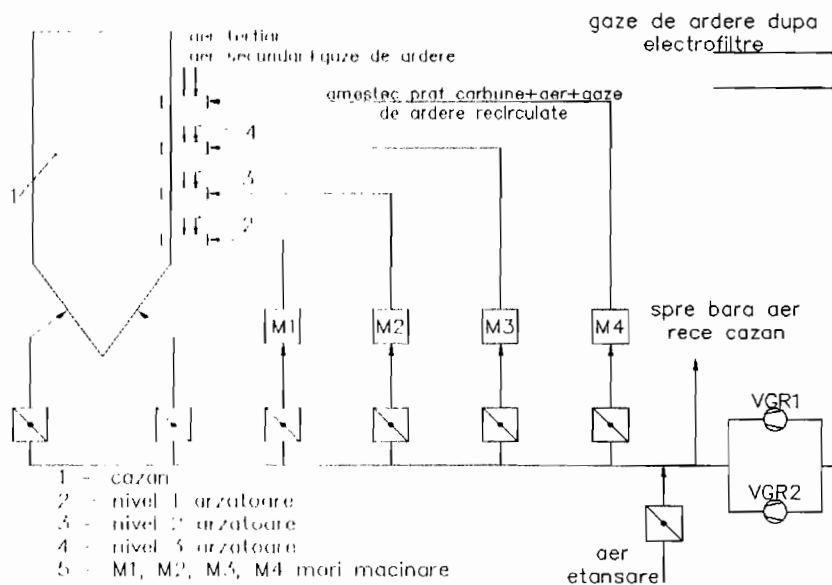 gaze de ardere dupa
electrofiltre
aer tertiar
aer secundar+gaze de ardere
amestec praf carbune+aer+gaze
de ardere recirculate
4
3
2
1
M1
M2
M3
M4
spre bara aer
rece cazan
VGR1
VGR2
aer
etansare
1 - cazan
2 - nivel 1 arzatoare
3 - nivel 2 arzatoare
4 - nivel 3 arzatoare
5 - M1, M2, M3, M4 mori macinare